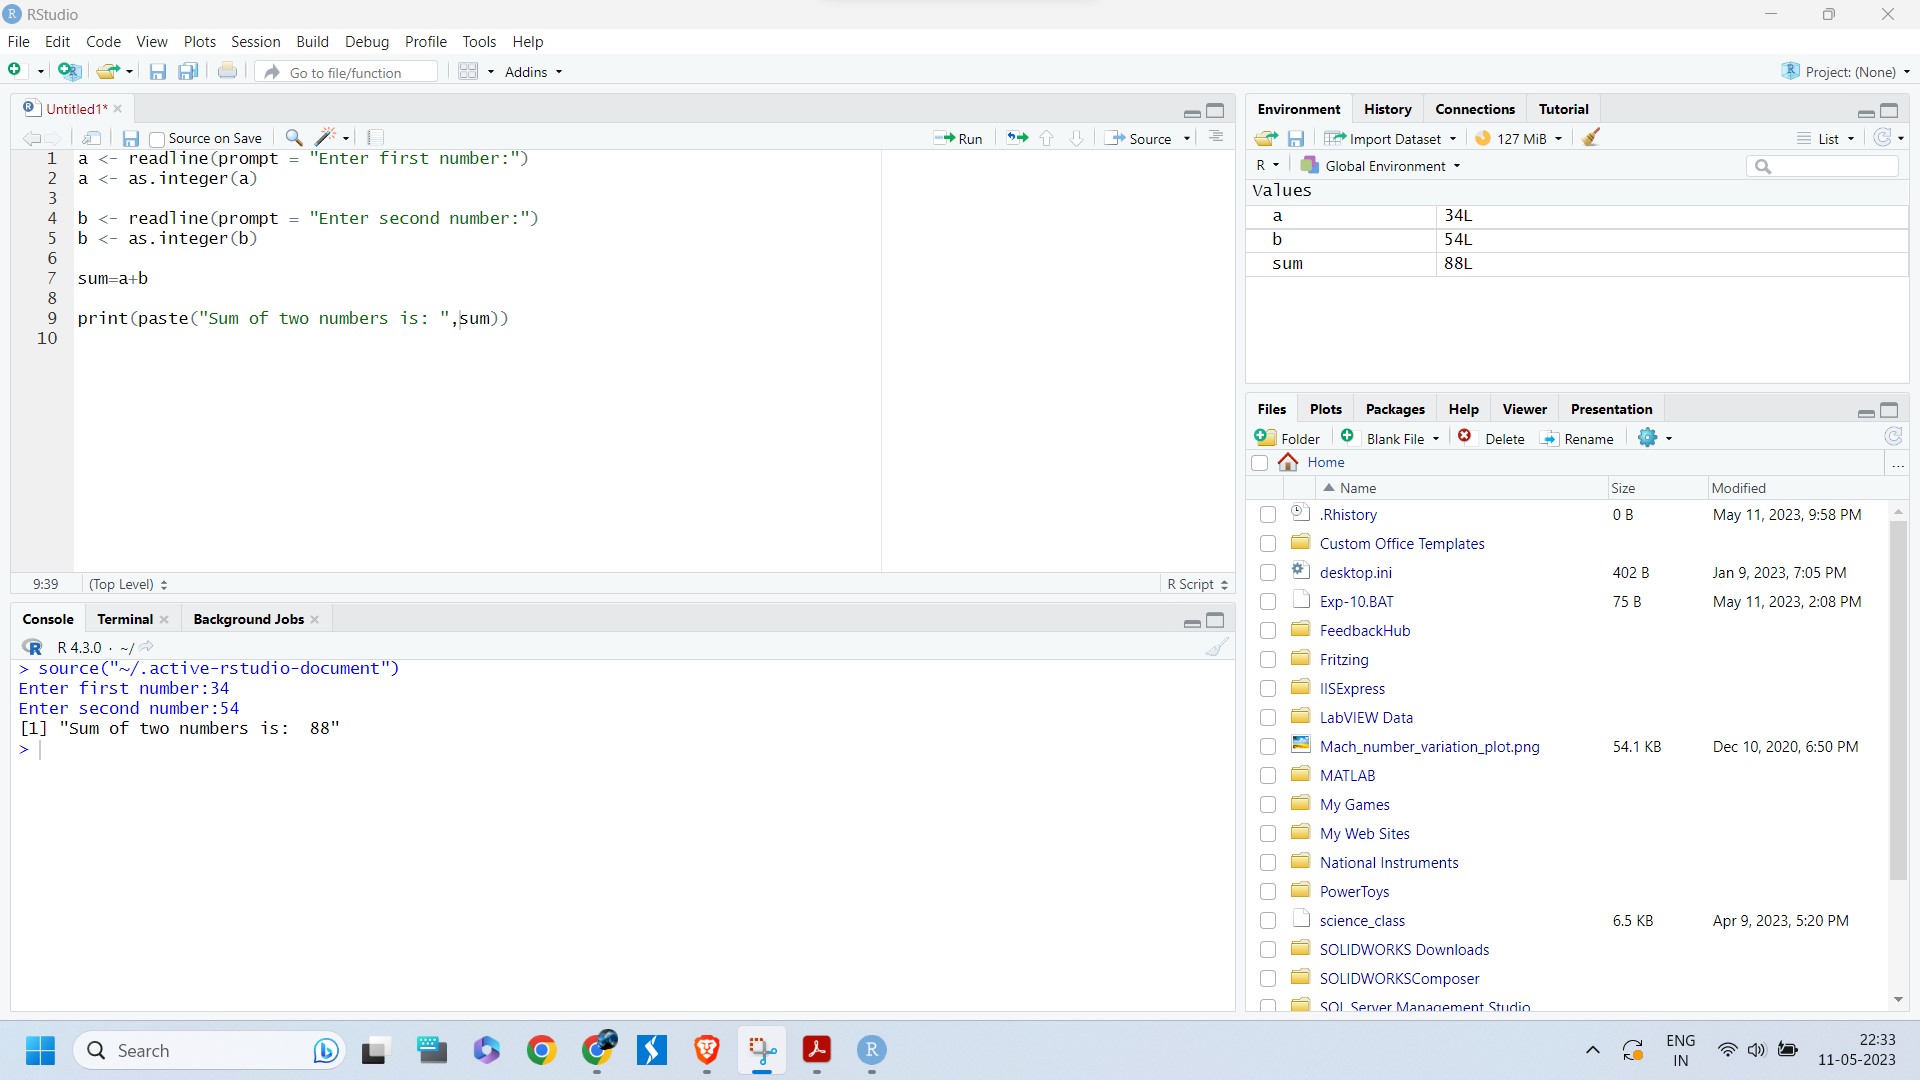 RStudio
File Edit Code View Plots Session Build Debug Profile Tools Help
Go to file/function Addins Project: (None)
Untitled1*
Source on Save Run Source
1 a <- readline(prompt = "Enter first number:")
2 a <- as.integer(a)
3
4 b <- readline(prompt = "Enter second number:")
5 b <- as.integer(b)
6
7 sum=a+b
8
9 print(paste("Sum of two numbers is: ",sum))
10
9:39 (Top Level) R Script
Console Terminal Background Jobs
R 4.3.0 · ~/
> source("~/.active-rstudio-document")
Enter first number:34
Enter second number:54
[1] "Sum of two numbers is:  88"
>
Environment History Connections Tutorial
Import Dataset 127 MiB List
R Global Environment
Values
a 34L
b 54L
sum 88L
Files Plots Packages Help Viewer Presentation
Folder Blank File Delete Rename
Home ...
Name Size Modified
.Rhistory 0 B May 11, 2023, 9:58 PM
Custom Office Templates
desktop.ini 402 B Jan 9, 2023, 7:05 PM
Exp-10.BAT 75 B May 11, 2023, 2:08 PM
FeedbackHub
Fritzing
IISExpress
LabVIEW Data
Mach_number_variation_plot.png 54.1 KB Dec 10, 2020, 6:50 PM
MATLAB
My Games
My Web Sites
National Instruments
PowerToys
science_class 6.5 KB Apr 9, 2023, 5:20 PM
SOLIDWORKS Downloads
SOLIDWORKSComposer
SQL Server Management Studio
Search
ENG
IN
22:33
11-05-2023